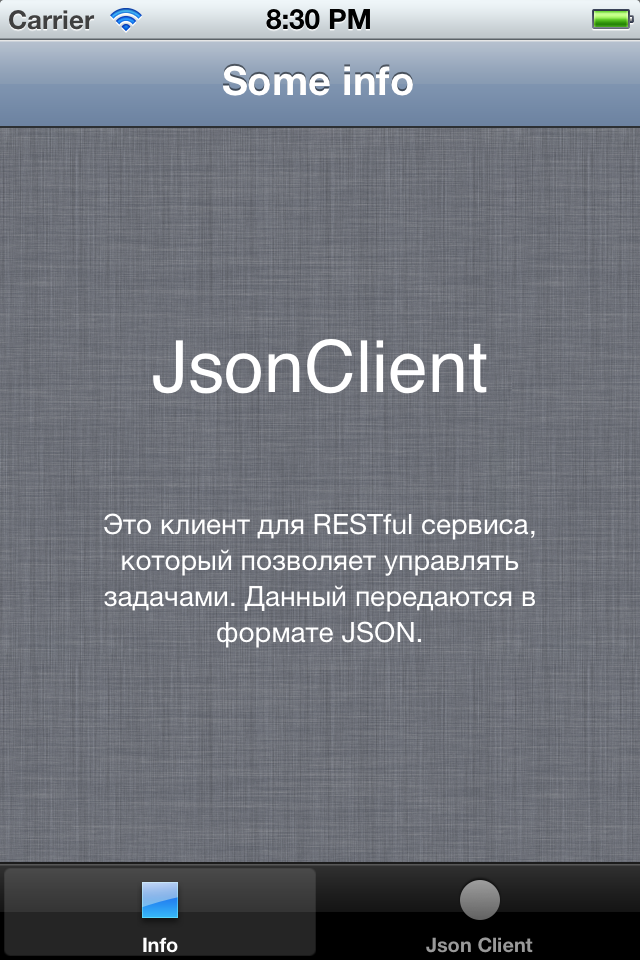 Carrier 8:30 PM
Some info
JsonClient
Это клиент для RESTful сервиса,
который позволяет управлять
задачами. Данный передаются в
формате JSON.
Info Json Client